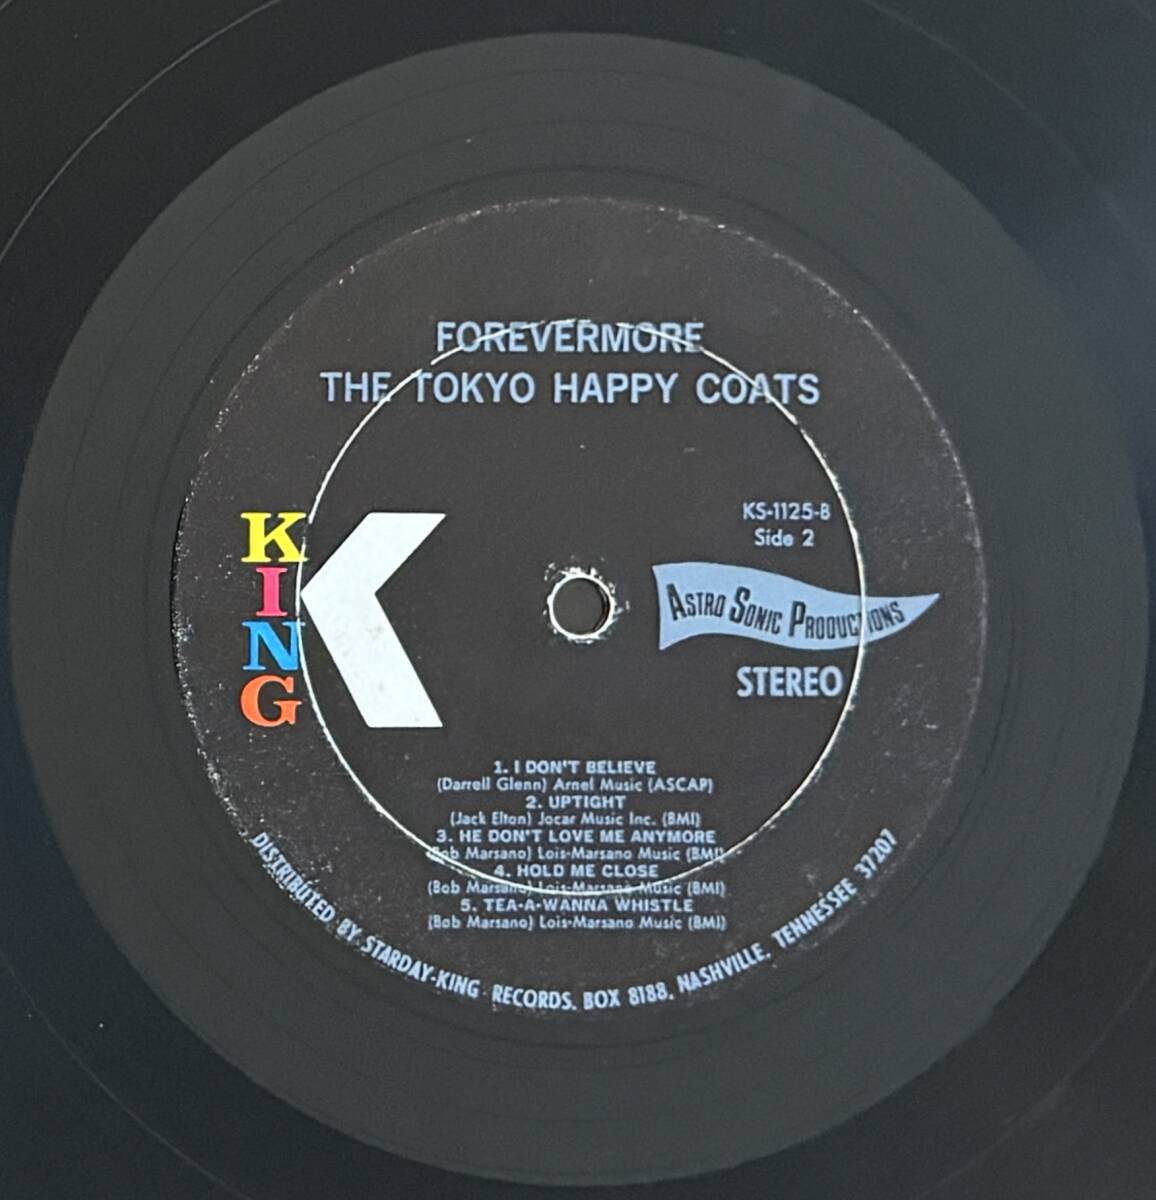 FOREVERMORE
THE TOKYO HAPPY COATS
KING
KS-1125-B
Side 2
ASTRO SONIC PRODUCTIONS
STEREO
1. I DON'T BELIEVE
(Darrell Glenn) Arnel Music (ASCAP)
2. UPTIGHT
(Jack Elton) Jocar Music Inc. (BMI)
3. HE DON'T LOVE ME ANYMORE
(Bob Marsano) Lois-Marsano Music (BMI)
4. HOLD ME CLOSE
(Bob Marsano) Lois-Marsano Music (BMI)
5. TEA-A-WANNA WHISTLE
(Bob Marsano) Lois-Marsano Music (BMI)
DISTRIBUTED BY STARDAY-KING RECORDS, BOX 8188, NASHVILLE, TENNESSEE 37207